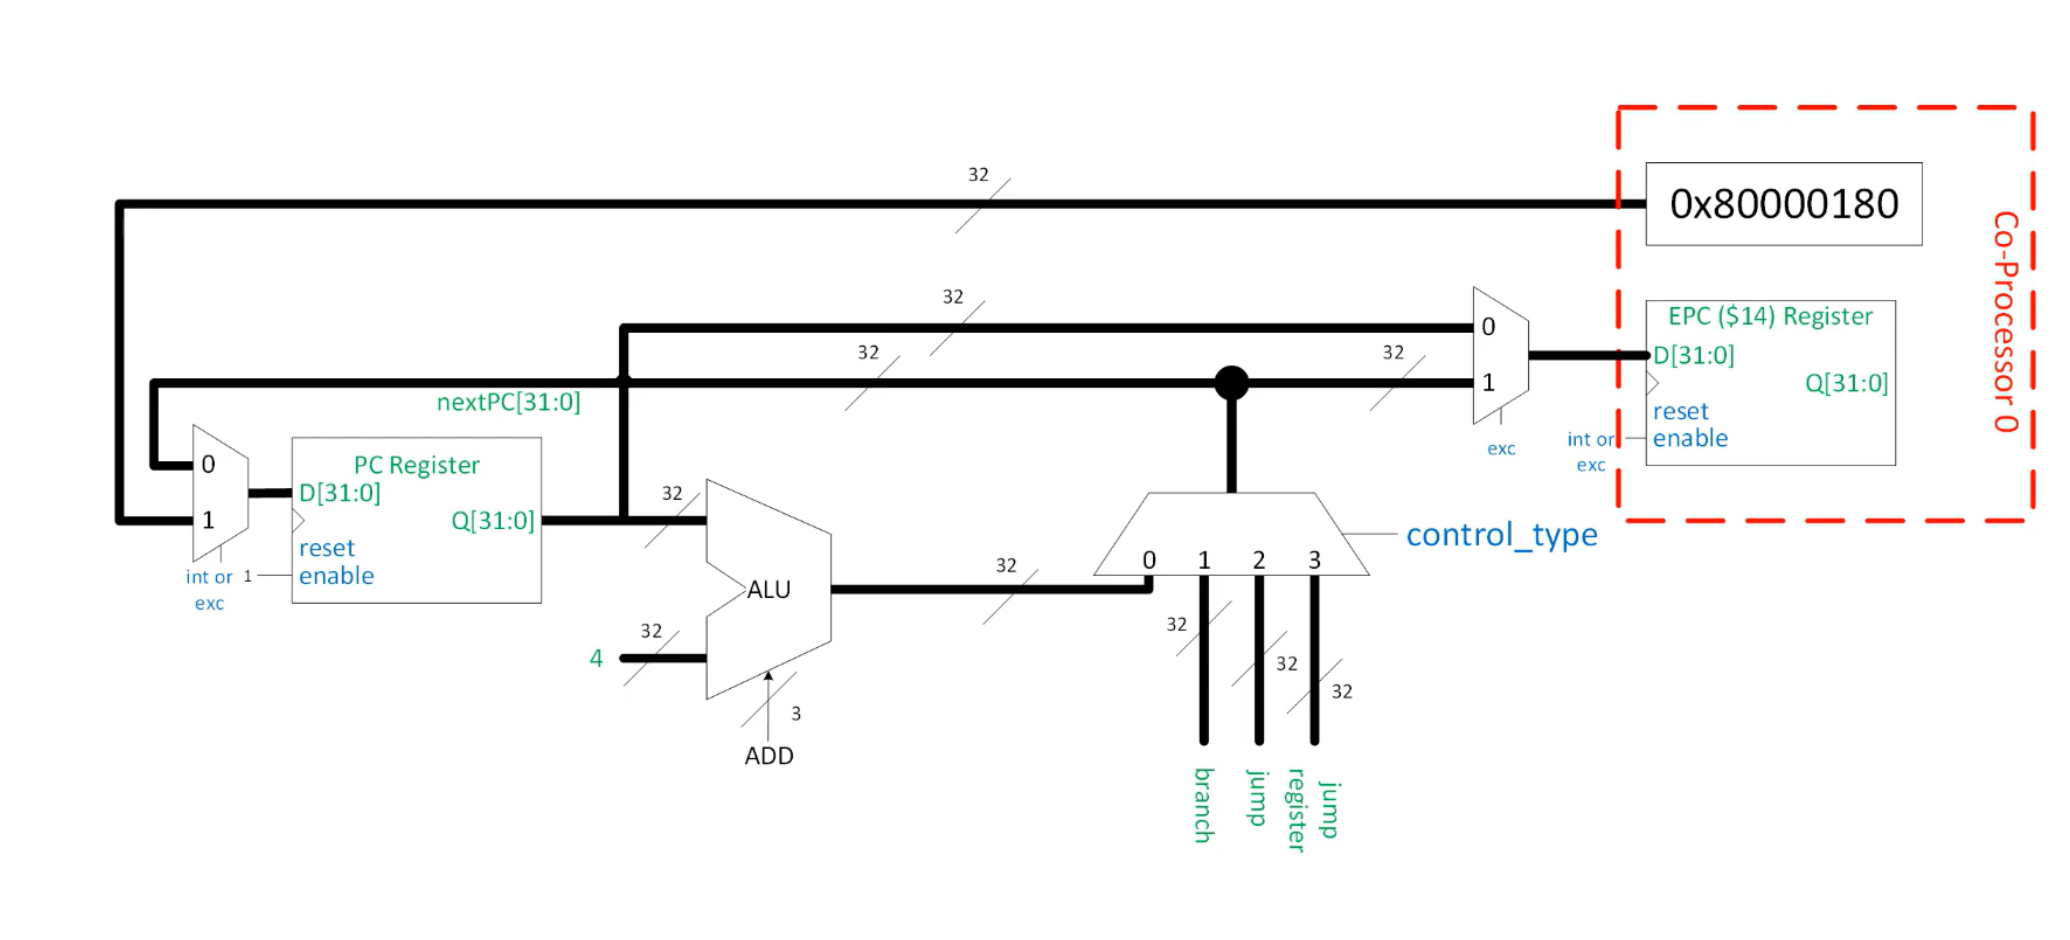 32
0x80000180
Co-Processor 0
32
0
EPC ($14) Register
32
32
D[31:0]
nextPC[31:0]
1
Q[31:0]
reset
exc
int or
exc
enable
0
PC Register
D[31:0]
1
Q[31:0]
32
reset
int or
exc
1
enable
ALU
32
control_type
0
1
2
3
4
32
32
32
32
3
ADD
branch
jump
jump
register